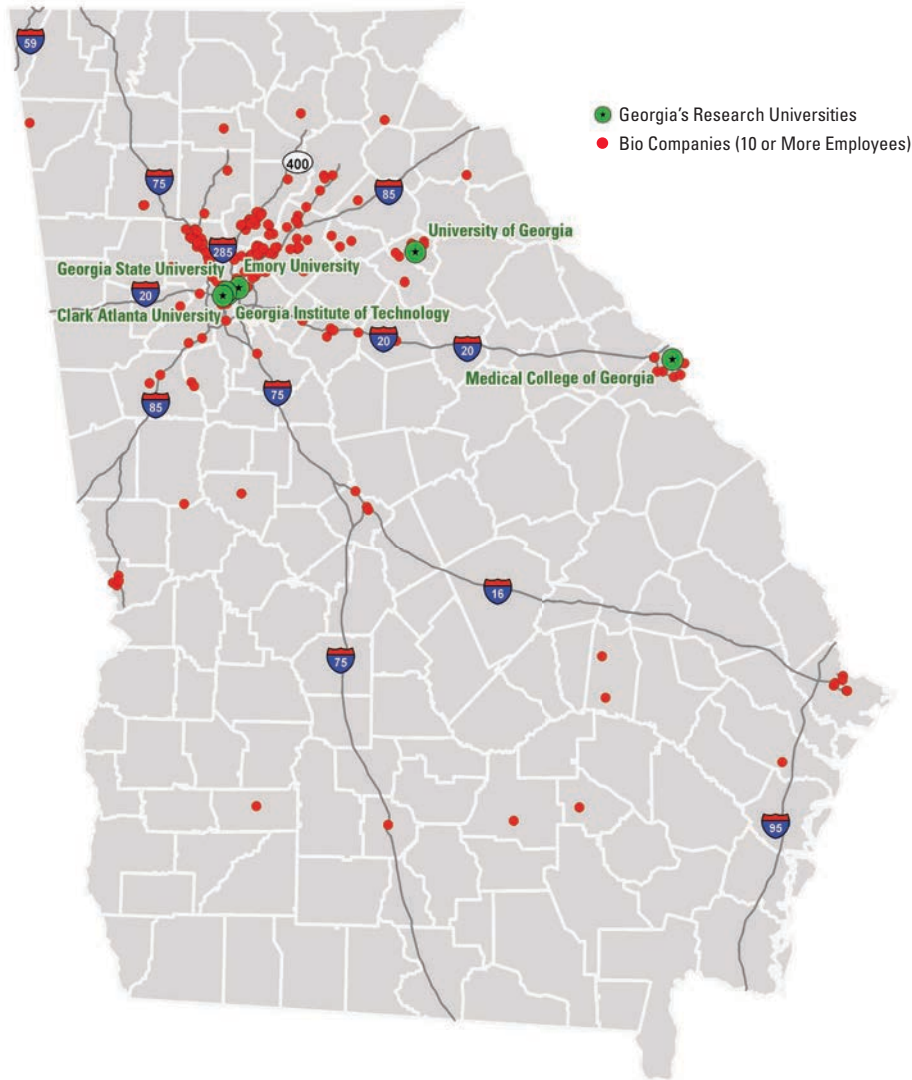 59
Georgia's Research Universities
Bio Companies (10 or More Employees)
400
75
85
University of Georgia
285
Georgia State University
Emory University
20
Clark Atlanta University
Georgia Institute of Technology
20
20
Medical College of Georgia
85
75
16
75
95